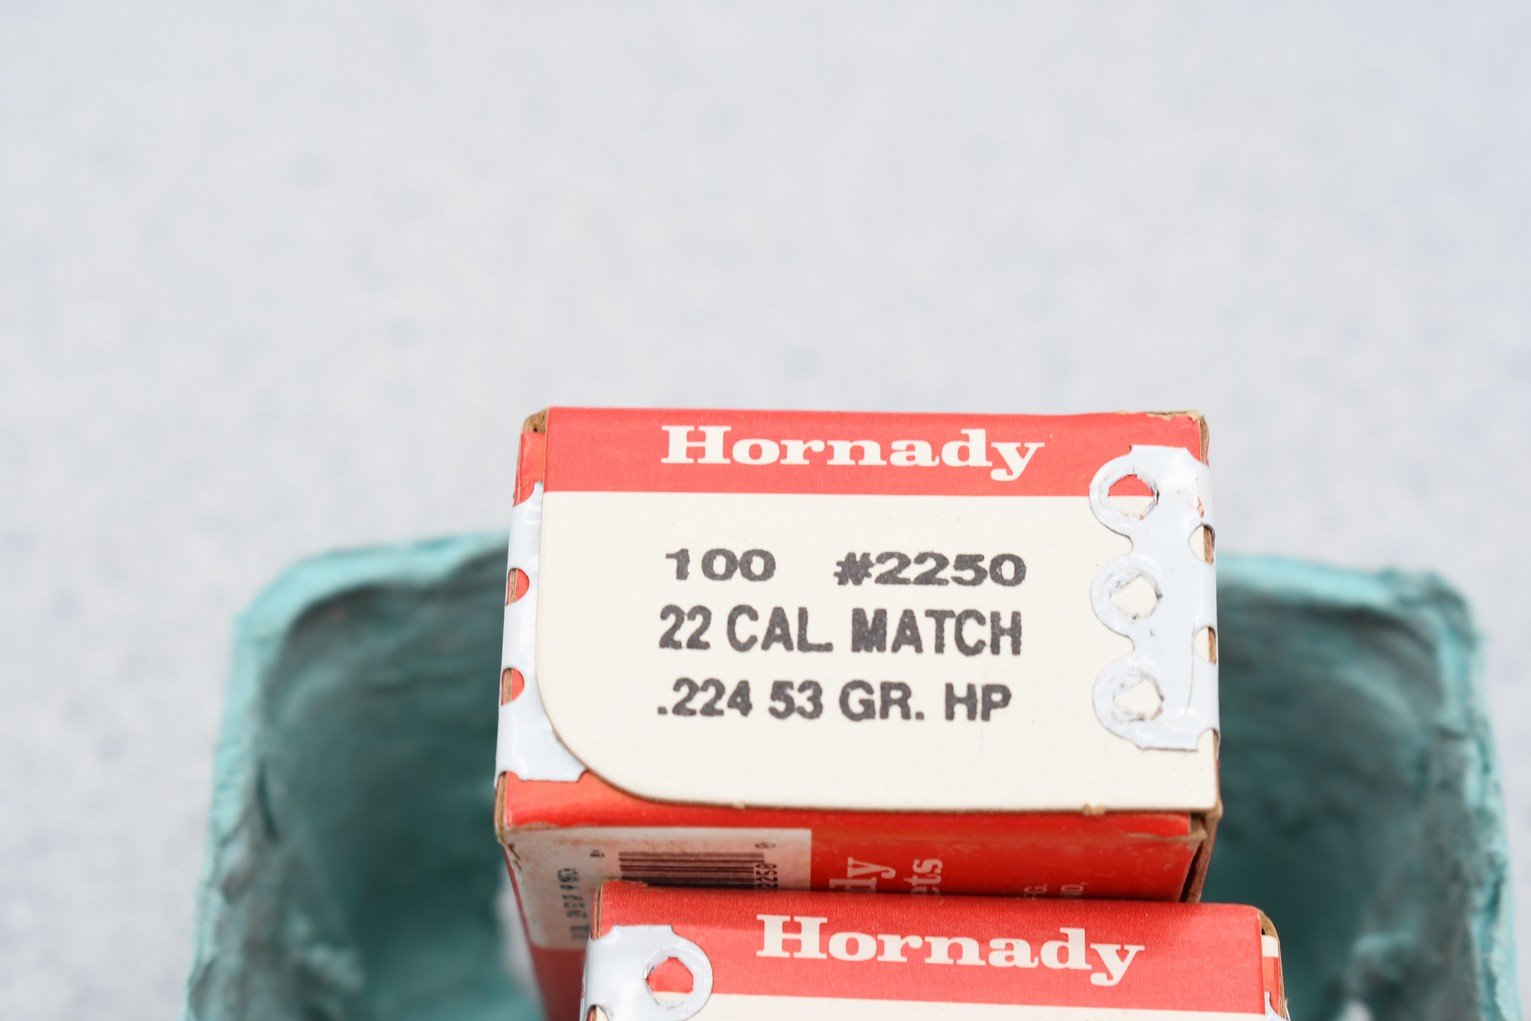 Hornady
100 #2250
22 CAL. MATCH
.224 53 GR. HP
Hornady